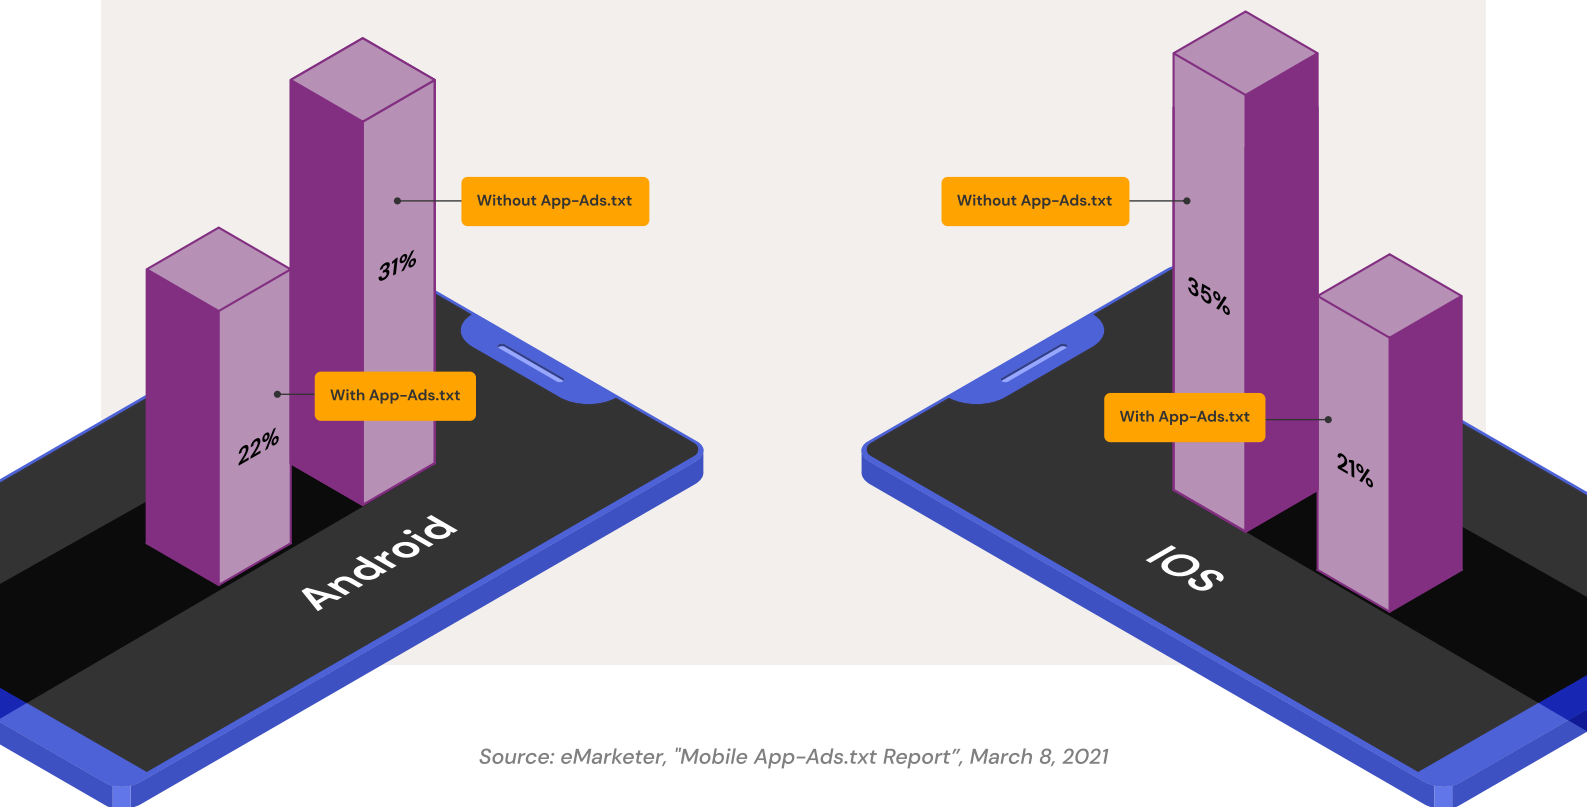 Without App-Ads.txt
31%
With App-Ads.txt
22%
Android
Without App-Ads.txt
35%
With App-Ads.txt
21%
IOS
Source: eMarketer, "Mobile App-Ads.txt Report”, March 8, 2021